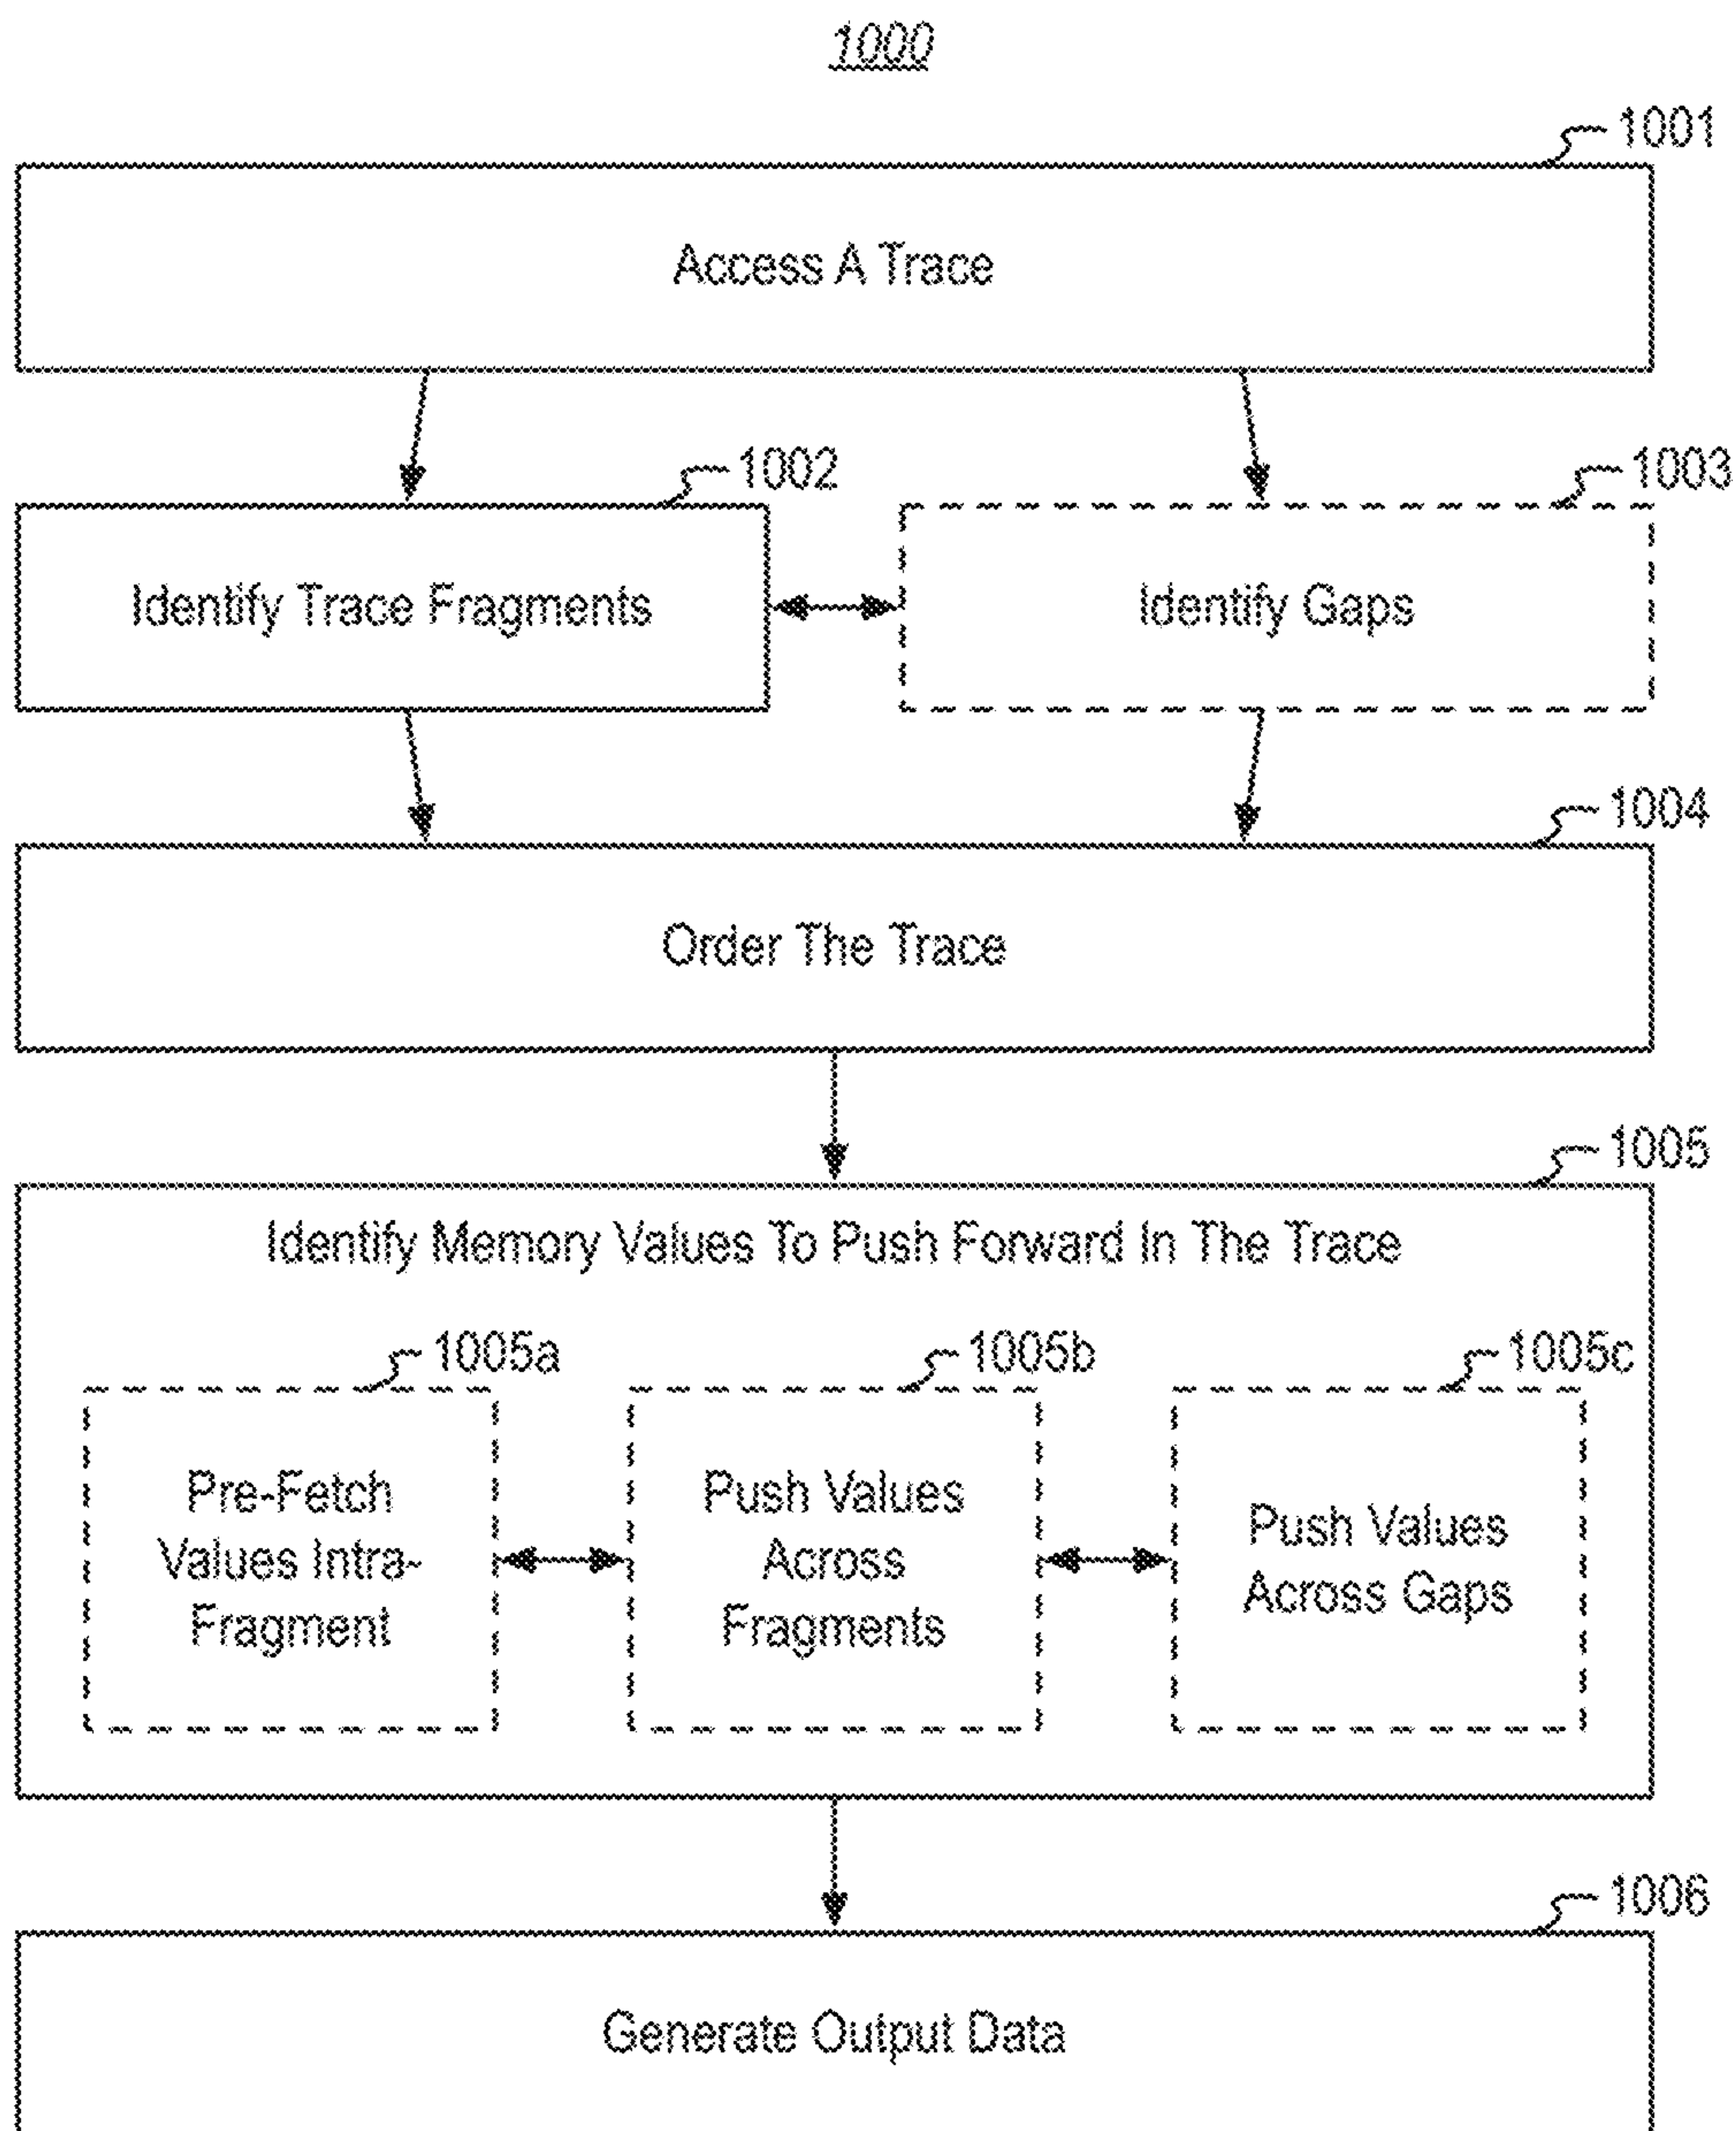 1000
1001
Access A Trace
1002
1003
Identify Trace Fragments
Identify Gaps
1004
Order The Trace
1005
Identify Memory Values To Push Forward In The Trace
1005a
1005b
1005c
Pre-Fetch
Values Intra-
Fragment
Push Values
Across
Fragments
Push Values
Across Gaps
1006
Generate Output Data